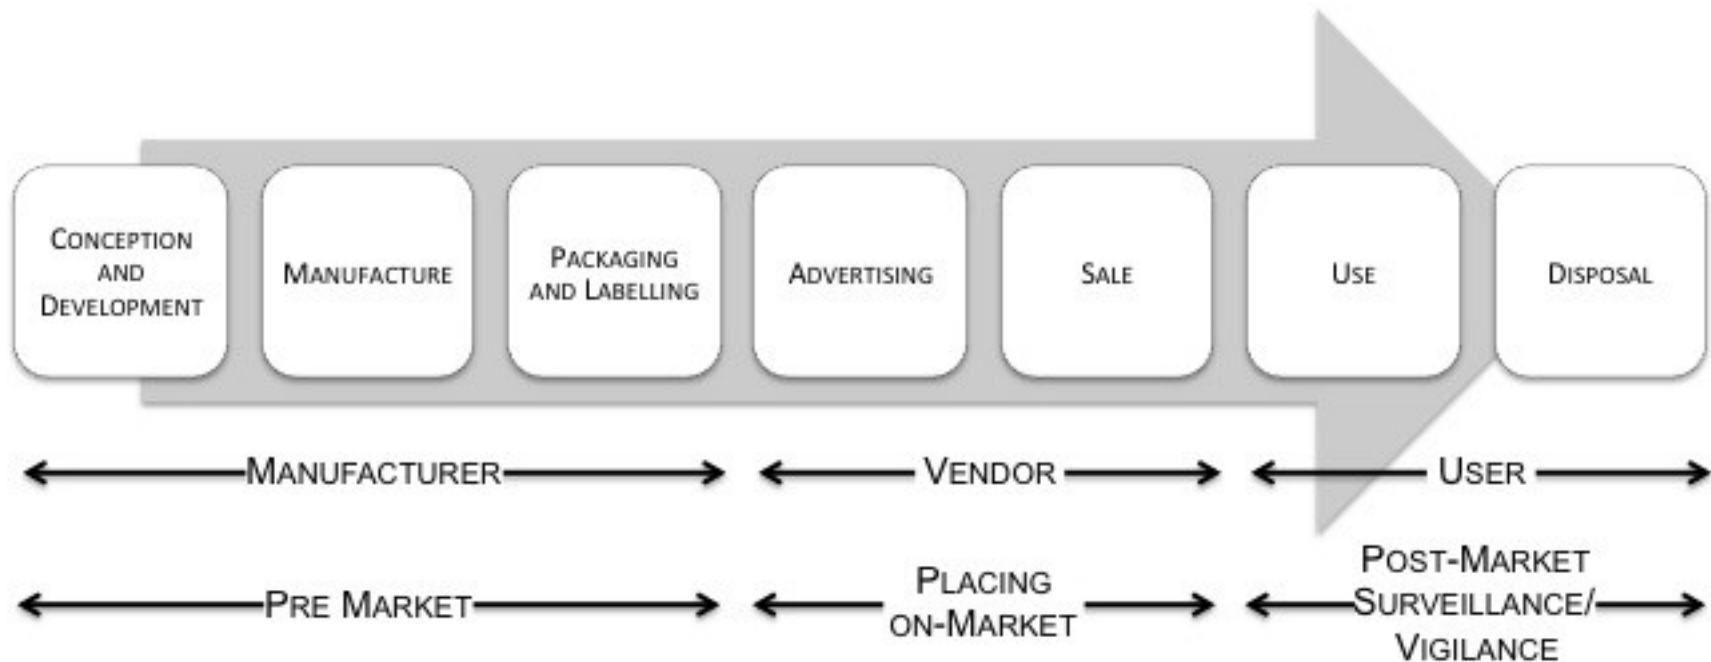 CONCEPTION
AND
DEVELOPMENT
MANUFACTURE
PACKAGING
AND LABELLING
ADVERTISING
SALE
USE
DISPOSAL
MANUFACTURER
VENDOR
USER
PRE MARKET
PLACING
ON-MARKET
POST-MARKET
SURVEILLANCE/
VIGILANCE